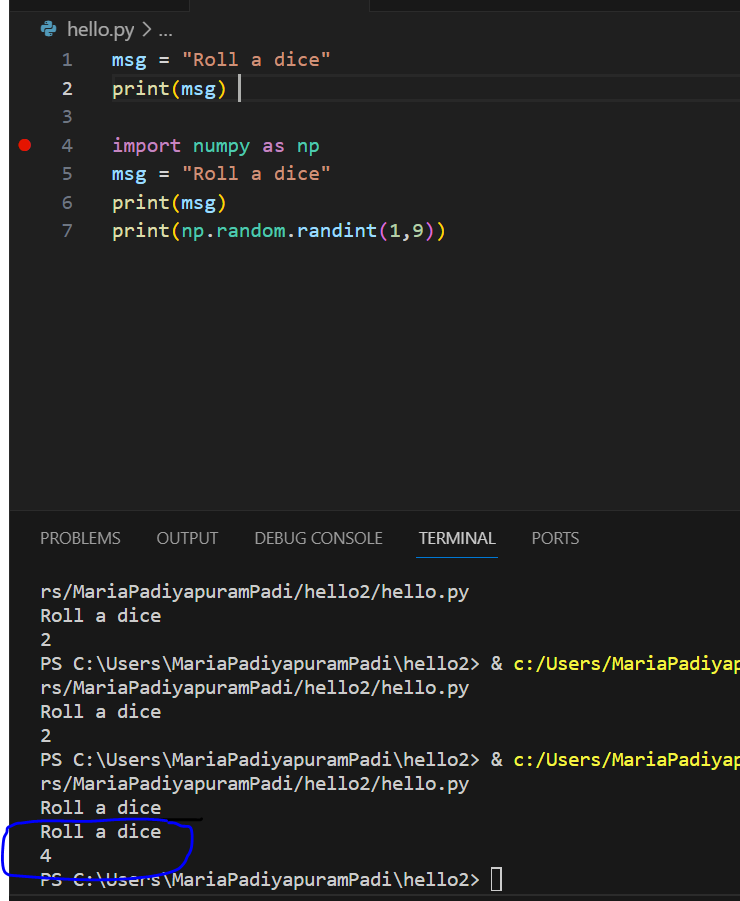 hello.py > ...
1 msg = "Roll a dice"
2 print(msg)
3
4 import numpy as np
5 msg = "Roll a dice"
6 print(msg)
7 print(np.random.randint(1,9))
PROBLEMS OUTPUT DEBUG CONSOLE TERMINAL PORTS
rs/MariaPadiyapuramPadi/hello2/hello.py
Roll a dice
2
PS C:\Users\MariaPadiyapuramPadi\hello2> & c:/Users/MariaPadiyap
rs/MariaPadiyapuramPadi/hello2/hello.py
Roll a dice
2
PS C:\Users\MariaPadiyapuramPadi\hello2> & c:/Users/MariaPadiyap
rs/MariaPadiyapuramPadi/hello2/hello.py
Roll a dice
Roll a dice
4
PS C:\Users\MariaPadiyapuramPadi\hello2>